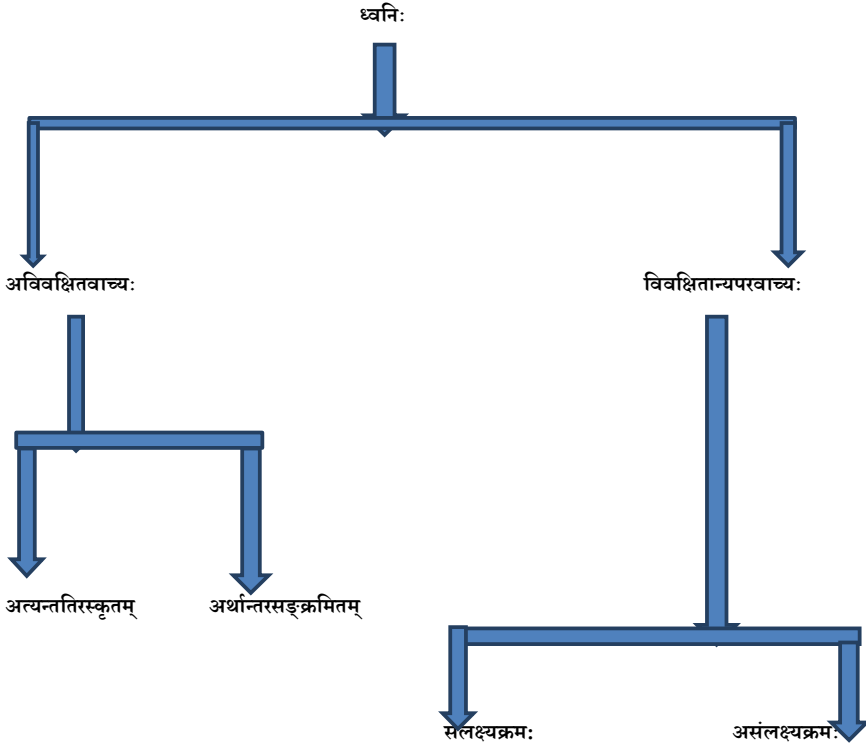 ध्वनिः
अविवक्षितवाच्यः विवक्षितान्यपरवाच्यः
अत्यन्ततिरस्कृतम् अर्थान्तरसङ्क्रमितम्
संलक्ष्यक्रम: असंलक्ष्यक्रमः